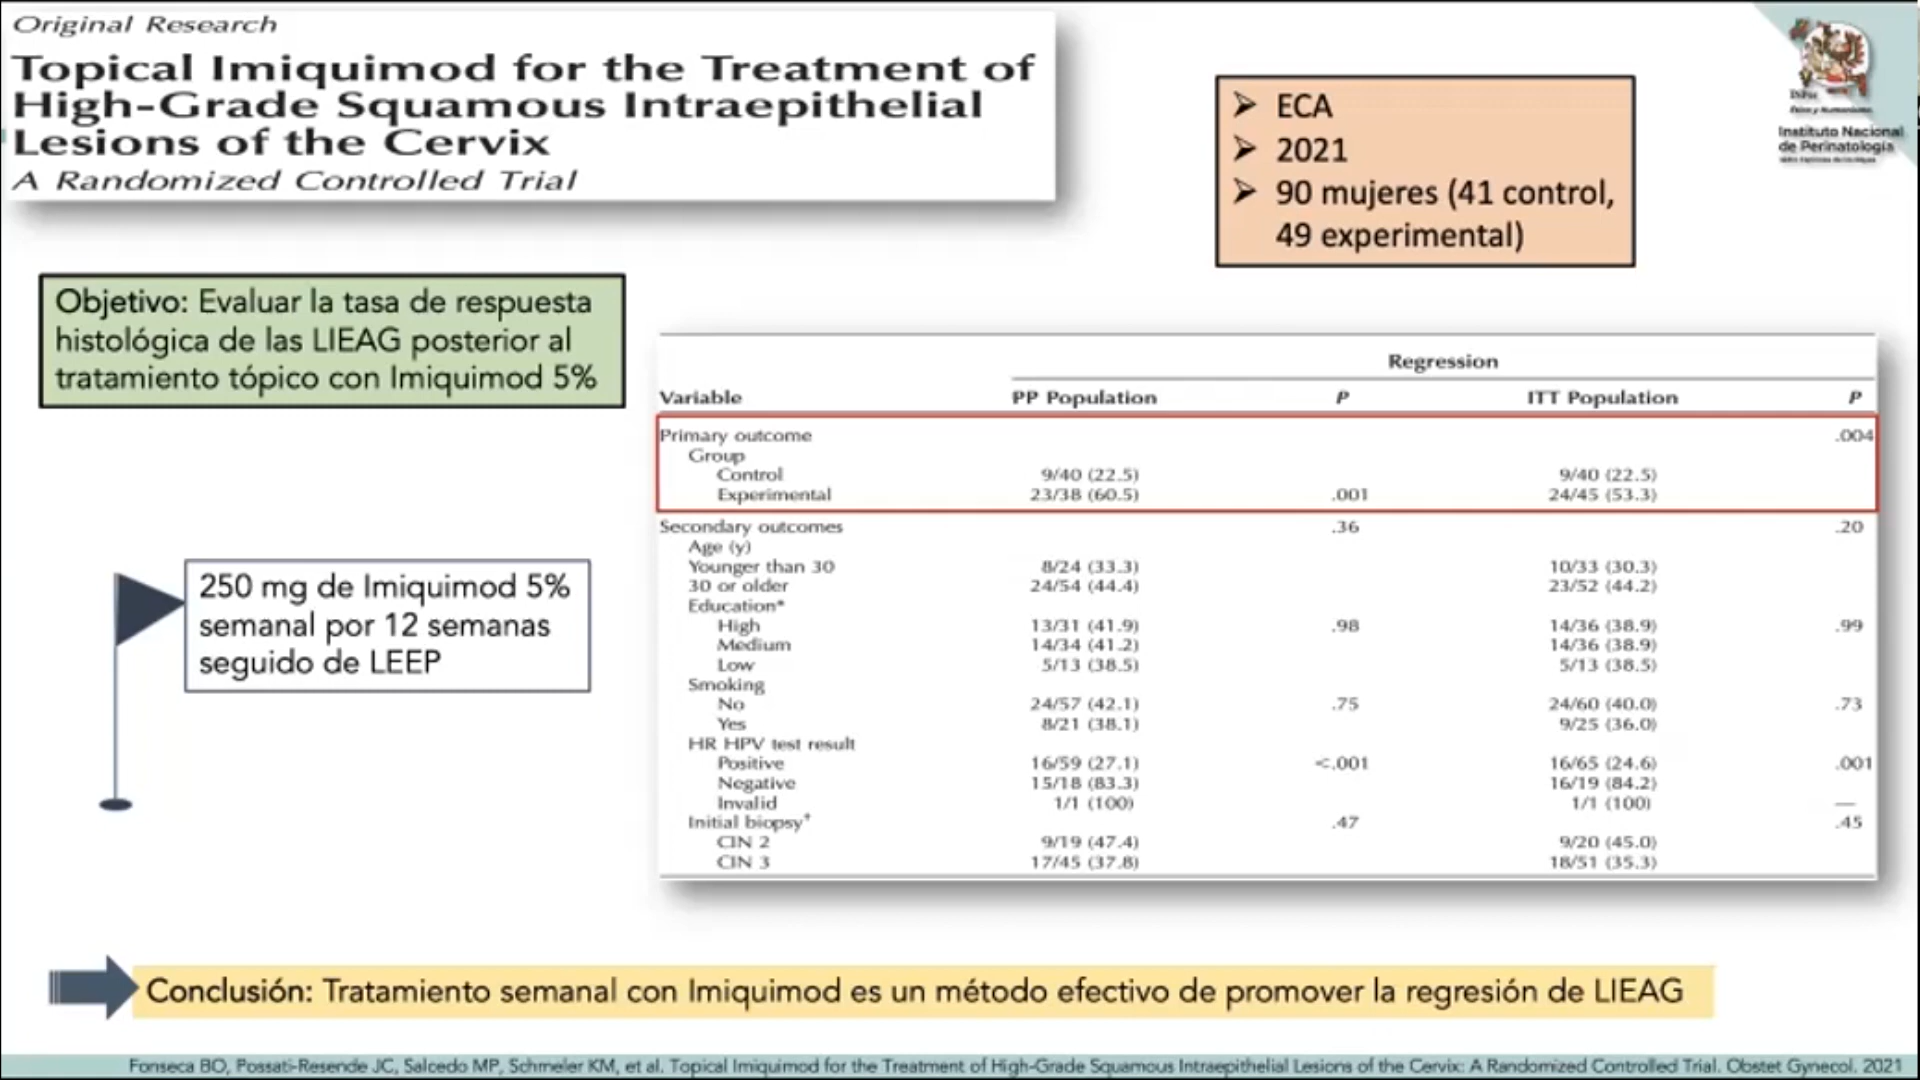 Original Research
Topical Imiquimod for the Treatment of
High-Grade Squamous Intraepithelial
Lesions of the Cervix
A Randomized Controlled Trial
➢ ECA
➢ 2021
➢ 90 mujeres (41 control,
49 experimental)
Instituto Nacional
de Perinatología
Objetivo: Evaluar la tasa de respuesta
histológica de las LIEAG posterior al
tratamiento tópico con Imiquimod 5%
250 mg de Imiquimod 5%
semanal por 12 semanas
seguido de LEEP
Regression
Variable PP Population P ITT Population P
Primary outcome .004
Group
Control 9/40 (22.5) 9/40 (22.5)
Experimental 23/38 (60.5) .001 24/45 (53.3)
Secondary outcomes .36 .20
Age (y)
Younger than 30 8/24 (33.3) 10/33 (30.3)
30 or older 24/54 (44.4) 23/52 (44.2)
Education*
High 13/31 (41.9) .98 14/36 (38.9) .99
Medium 14/34 (41.2) 14/36 (38.9)
Low 5/13 (38.5) 5/13 (38.5)
Smoking
No 24/57 (42.1) .75 24/60 (40.0) .73
Yes 8/21 (38.1) 9/25 (36.0)
HR HPV test result
Positive 16/59 (27.1) <.001 16/65 (24.6) .001
Negative 15/18 (83.3) 16/19 (84.2)
Invalid 1/1 (100) 1/1 (100) —
Initial biopsy† .47 .45
CIN 2 9/19 (47.4) 9/20 (45.0)
CIN 3 17/45 (37.8) 18/51 (35.3)
Conclusión: Tratamiento semanal con Imiquimod es un método efectivo de promover la regresión de LIEAG
Fonseca BO, Possati-Resende JC, Salcedo MP, Schmeler KM, et al. Topical Imiquimod for the Treatment of High-Grade Squamous Intraepithelial Lesions of the Cervix: A Randomized Controlled Trial. Obstet Gynecol. 2021